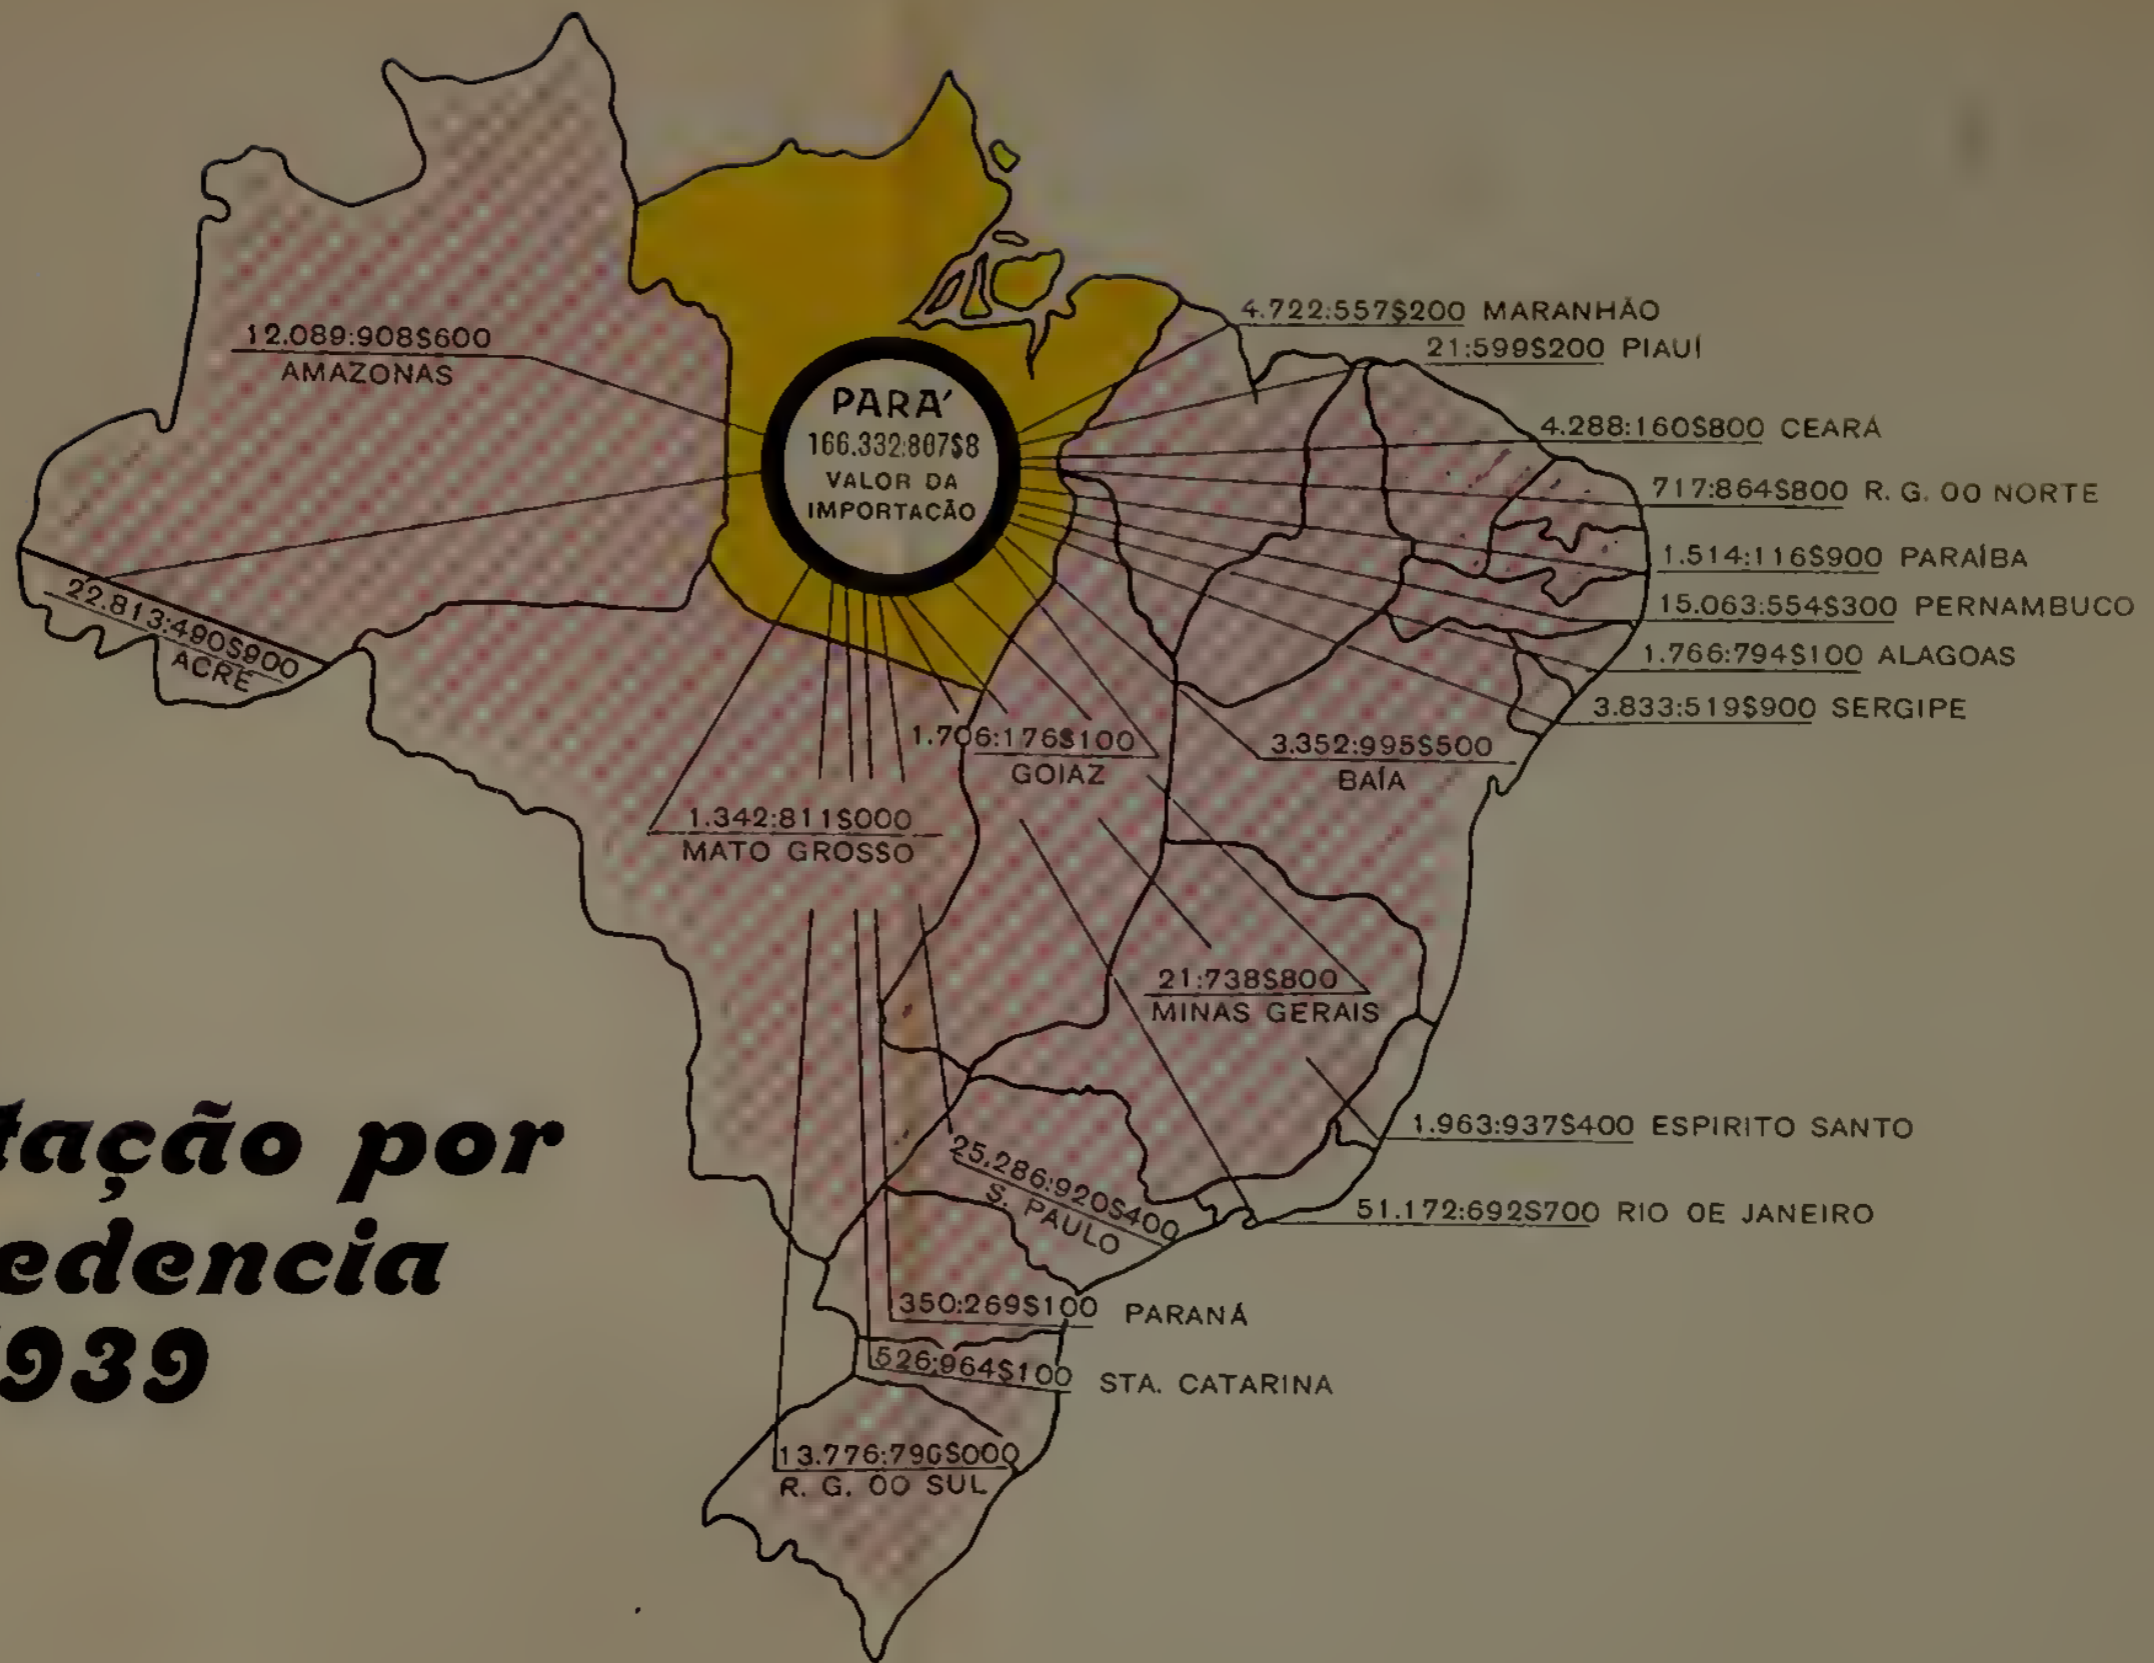 4.722:557$200 MARANHÃO
21:599$200 PIAUÍ
12.089:908$600
AMAZONAS
PARA'
166.332:807$8
VALOR DA
IMPORTAÇÃO
4.288:160$800 CEARÁ
717:864$800 R. G. DO NORTE
1.514:116$900 PARAÍBA
15.063:554$300 PERNAMBUCO
22.813:490$900
ACRE
1.766:794$100 ALAGOAS
3.833:519$900 SERGIPE
1.706:176$100
GOIAZ
3.352:995$500
BAÍA
1.342:811$000
MATO GROSSO
21:738$800
MINAS GERAIS
1.963:937$400 ESPIRITO SANTO
25.286:920$400
S. PAULO
51.172:692$700 RIO DE JANEIRO
tação por
edencia
1939
350:269$100 PARANÁ
526:964$100 STA. CATARINA
13.776:796$000
R. G. DO SUL